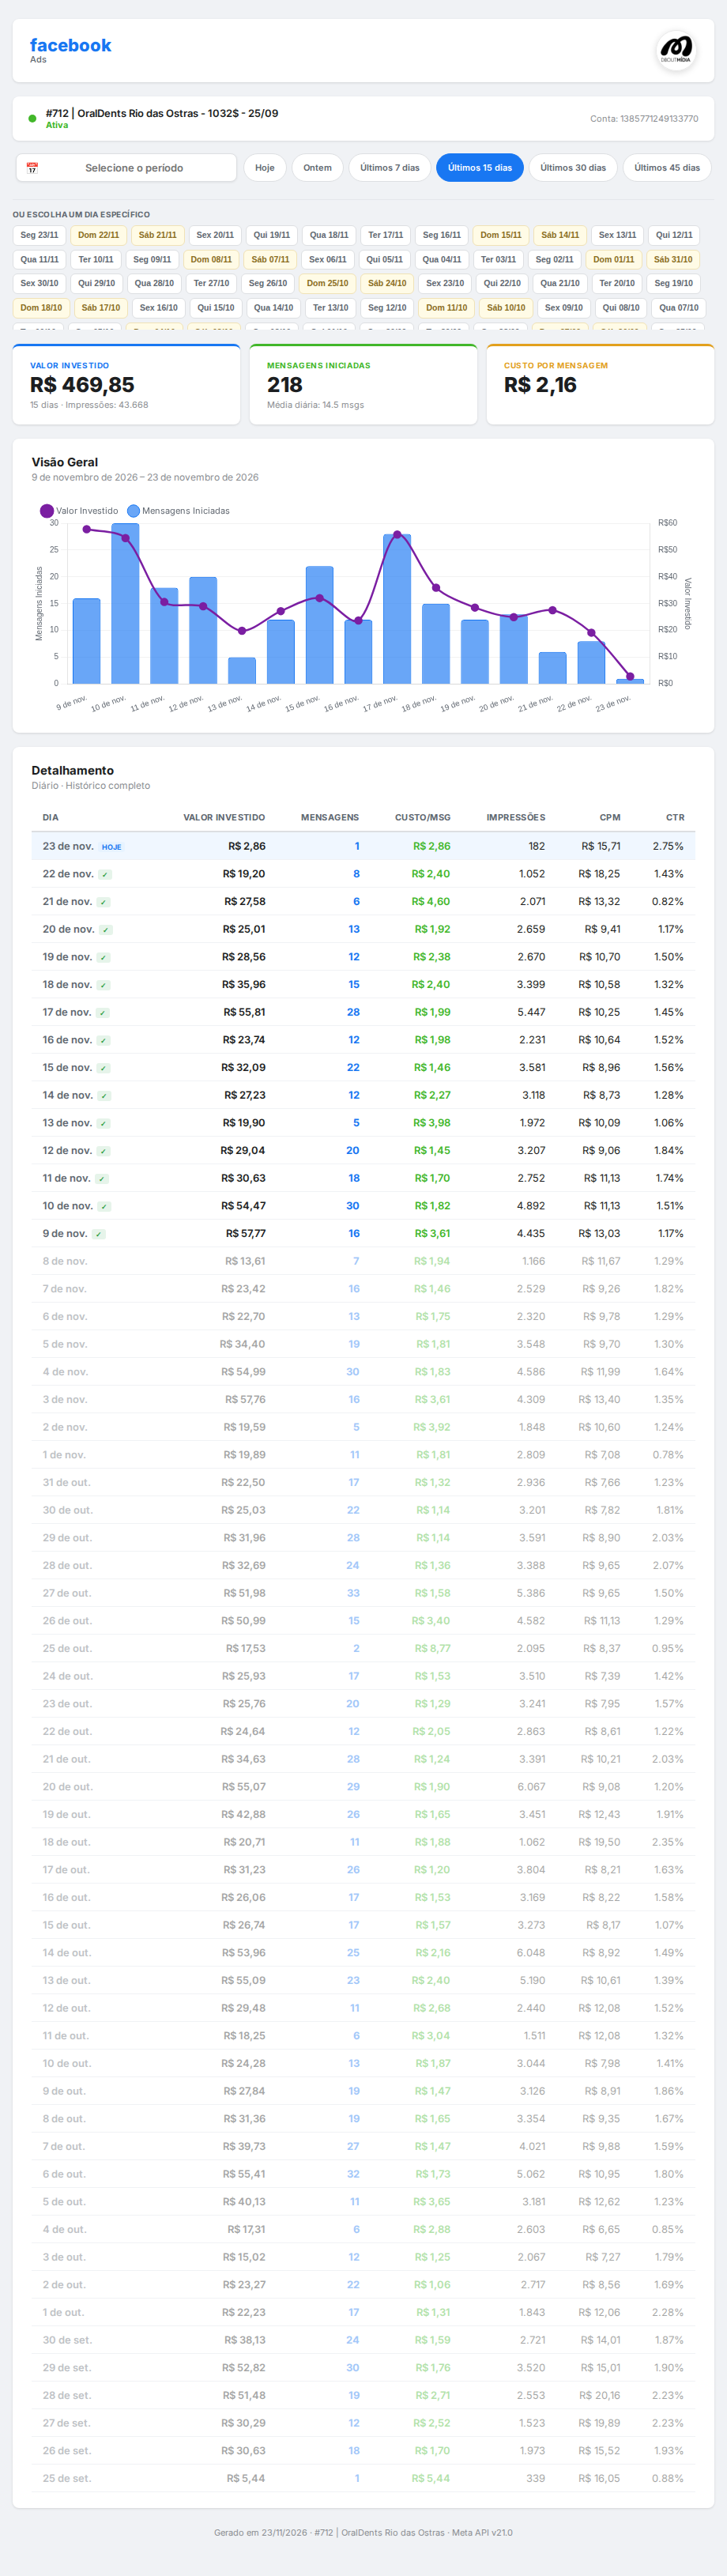 facebook
Ads
DBOUTMÍDIA
#712 | OralDents Rio das Ostras - 1032$ - 25/09
Ativa
Conta: 1385771249133770
Selecione o período
Hoje
Ontem
Últimos 7 dias
Últimos 15 dias
Últimos 30 dias
Últimos 45 dias
OU ESCOLHA UM DIA ESPECÍFICO
Seg 23/11 Dom 22/11 Sáb 21/11 Sex 20/11 Qui 19/11 Qua 18/11 Ter 17/11 Seg 16/11 Dom 15/11 Sáb 14/11 Sex 13/11 Qui 12/11
Qua 11/11 Ter 10/11 Seg 09/11 Dom 08/11 Sáb 07/11 Sex 06/11 Qui 05/11 Qua 04/11 Ter 03/11 Seg 02/11 Dom 01/11 Sáb 31/10
Sex 30/10 Qui 29/10 Qua 28/10 Ter 27/10 Seg 26/10 Dom 25/10 Sáb 24/10 Sex 23/10 Qui 22/10 Qua 21/10 Ter 20/10 Seg 19/10
Dom 18/10 Sáb 17/10 Sex 16/10 Qui 15/10 Qua 14/10 Ter 13/10 Seg 12/10 Dom 11/10 Sáb 10/10 Sex 09/10 Qui 08/10 Qua 07/10
VALOR INVESTIDO
R$ 469,85
15 dias · Impressões: 43.668
MENSAGENS INICIADAS
218
Média diária: 14.5 msgs
CUSTO POR MENSAGEM
R$ 2,16
Visão Geral
9 de novembro de 2026 – 23 de novembro de 2026
Valor Investido Mensagens Iniciadas
Mensagens Iniciadas
30
25
20
15
10
5
0
R$60
R$50
R$40
R$30
R$20
R$10
R$0
Valor Investido
9 de nov. 10 de nov. 11 de nov. 12 de nov. 13 de nov. 14 de nov. 15 de nov. 16 de nov. 17 de nov. 18 de nov. 19 de nov. 20 de nov. 21 de nov. 22 de nov. 23 de nov.
Detalhamento
Diário · Histórico completo
DIA VALOR INVESTIDO MENSAGENS CUSTO/MSG IMPRESSÕES CPM CTR
23 de nov. HOJE R$ 2,86 1 R$ 2,86 182 R$ 15,71 2.75%
22 de nov. ✓ R$ 19,20 8 R$ 2,40 1.052 R$ 18,25 1.43%
21 de nov. ✓ R$ 27,58 6 R$ 4,60 2.071 R$ 13,32 0.82%
20 de nov. ✓ R$ 25,01 13 R$ 1,92 2.659 R$ 9,41 1.17%
19 de nov. ✓ R$ 28,56 12 R$ 2,38 2.670 R$ 10,70 1.50%
18 de nov. ✓ R$ 35,96 15 R$ 2,40 3.399 R$ 10,58 1.32%
17 de nov. ✓ R$ 55,81 28 R$ 1,99 5.447 R$ 10,25 1.45%
16 de nov. ✓ R$ 23,74 12 R$ 1,98 2.231 R$ 10,64 1.52%
15 de nov. ✓ R$ 32,09 22 R$ 1,46 3.581 R$ 8,96 1.56%
14 de nov. ✓ R$ 27,23 12 R$ 2,27 3.118 R$ 8,73 1.28%
13 de nov. ✓ R$ 19,90 5 R$ 3,98 1.972 R$ 10,09 1.06%
12 de nov. ✓ R$ 29,04 20 R$ 1,45 3.207 R$ 9,06 1.84%
11 de nov. ✓ R$ 30,63 18 R$ 1,70 2.752 R$ 11,13 1.74%
10 de nov. ✓ R$ 54,47 30 R$ 1,82 4.892 R$ 11,13 1.51%
9 de nov. ✓ R$ 57,77 16 R$ 3,61 4.435 R$ 13,03 1.17%
8 de nov. R$ 13,61 7 R$ 1,94 1.166 R$ 11,67 1.29%
7 de nov. R$ 23,42 16 R$ 1,46 2.529 R$ 9,26 1.82%
6 de nov. R$ 22,70 13 R$ 1,75 2.320 R$ 9,78 1.29%
5 de nov. R$ 34,40 19 R$ 1,81 3.548 R$ 9,70 1.30%
4 de nov. R$ 54,99 30 R$ 1,83 4.586 R$ 11,99 1.64%
3 de nov. R$ 57,76 16 R$ 3,61 4.309 R$ 13,40 1.35%
2 de nov. R$ 19,59 5 R$ 3,92 1.848 R$ 10,60 1.24%
1 de nov. R$ 19,89 11 R$ 1,81 2.809 R$ 7,08 0.78%
31 de out. R$ 22,50 17 R$ 1,32 2.936 R$ 7,66 1.23%
30 de out. R$ 25,03 22 R$ 1,14 3.201 R$ 7,82 1.81%
29 de out. R$ 31,96 28 R$ 1,14 3.591 R$ 8,90 2.03%
28 de out. R$ 32,69 24 R$ 1,36 3.388 R$ 9,65 2.07%
27 de out. R$ 51,98 33 R$ 1,58 5.386 R$ 9,65 1.50%
26 de out. R$ 50,99 15 R$ 3,40 4.582 R$ 11,13 1.29%
25 de out. R$ 17,53 2 R$ 8,77 2.095 R$ 8,37 0.95%
24 de out. R$ 25,93 17 R$ 1,53 3.510 R$ 7,39 1.42%
23 de out. R$ 25,76 20 R$ 1,29 3.241 R$ 7,95 1.57%
22 de out. R$ 24,64 12 R$ 2,05 2.863 R$ 8,61 1.22%
21 de out. R$ 34,63 28 R$ 1,24 3.391 R$ 10,21 2.03%
20 de out. R$ 55,07 29 R$ 1,90 6.067 R$ 9,08 1.20%
19 de out. R$ 42,88 26 R$ 1,65 3.451 R$ 12,43 1.91%
18 de out. R$ 20,71 11 R$ 1,88 1.062 R$ 19,50 2.35%
17 de out. R$ 31,23 26 R$ 1,20 3.804 R$ 8,21 1.63%
16 de out. R$ 26,06 17 R$ 1,53 3.169 R$ 8,22 1.58%
15 de out. R$ 26,74 17 R$ 1,57 3.273 R$ 8,17 1.07%
14 de out. R$ 53,96 25 R$ 2,16 6.048 R$ 8,92 1.49%
13 de out. R$ 55,09 23 R$ 2,40 5.190 R$ 10,61 1.39%
12 de out. R$ 29,48 11 R$ 2,68 2.440 R$ 12,08 1.52%
11 de out. R$ 18,25 6 R$ 3,04 1.511 R$ 12,08 1.32%
10 de out. R$ 24,28 13 R$ 1,87 3.044 R$ 7,98 1.41%
9 de out. R$ 27,84 19 R$ 1,47 3.126 R$ 8,91 1.86%
8 de out. R$ 31,36 19 R$ 1,65 3.354 R$ 9,35 1.67%
7 de out. R$ 39,73 27 R$ 1,47 4.021 R$ 9,88 1.59%
6 de out. R$ 55,41 32 R$ 1,73 5.062 R$ 10,95 1.80%
5 de out. R$ 40,13 11 R$ 3,65 3.181 R$ 12,62 1.23%
4 de out. R$ 17,31 6 R$ 2,88 2.603 R$ 6,65 0.85%
3 de out. R$ 15,02 12 R$ 1,25 2.067 R$ 7,27 1.79%
2 de out. R$ 23,27 22 R$ 1,06 2.717 R$ 8,56 1.69%
1 de out. R$ 22,23 17 R$ 1,31 1.843 R$ 12,06 2.28%
30 de set. R$ 38,13 24 R$ 1,59 2.721 R$ 14,01 1.87%
29 de set. R$ 52,82 30 R$ 1,76 3.520 R$ 15,01 1.90%
28 de set. R$ 51,48 19 R$ 2,71 2.553 R$ 20,16 2.23%
27 de set. R$ 30,29 12 R$ 2,52 1.523 R$ 19,89 2.23%
26 de set. R$ 30,63 18 R$ 1,70 1.973 R$ 15,52 1.93%
25 de set. R$ 5,44 1 R$ 5,44 339 R$ 16,05 0.88%
Gerado em 23/11/2026 · #712 | OralDents Rio das Ostras · Meta API v21.0